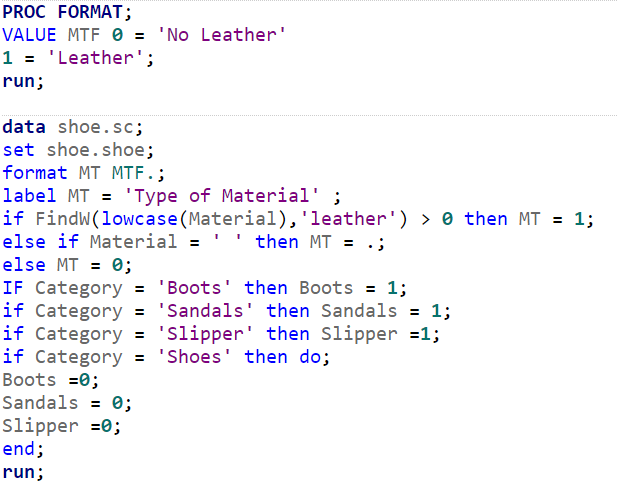 PROC FORMAT;
VALUE MTF 0 = 'No Leather'
1 = 'Leather';
run;
data shoe.sc;
set shoe.shoe;
format MT MTF.;
label MT = 'Type of Material' ;
if FindW(lowcase(Material),'leather') > 0 then MT = 1;
else if Material = ' ' then MT = .;
else MT = 0;
IF Category = 'Boots' then Boots = 1;
if Category = 'Sandals' then Sandals = 1;
if Category = 'Slipper' then Slipper =1;
if Category = 'Shoes' then do;
Boots =0;
Sandals = 0;
Slipper =0;
end;
run;